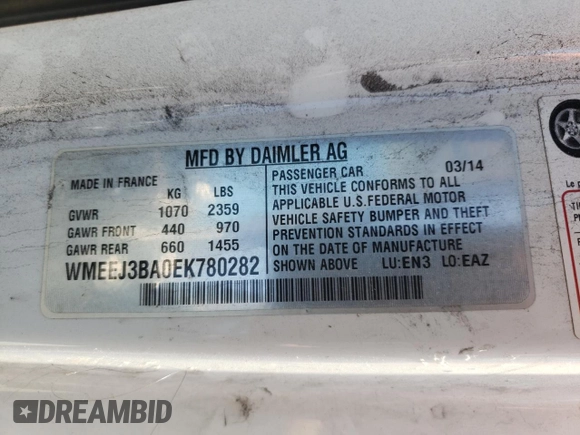 MFD BY DAIMLER AG
MADE IN FRANCE
KG LBS
GVWR 1070 2359
GAWR FRONT 440 970
GAWR REAR 660 1455
WMEEJ3BA0EK780282
PASSENGER CAR 03/14
THIS VEHICLE CONFORMS TO ALL
APPLICABLE U.S.FEDERAL MOTOR
VEHICLE SAFETY BUMPER AND THEFT
PREVENTION STANDARDS IN EFFECT
ON THE DATE OF MANUFACTURE
SHOWN ABOVE LU:EN3 LO:EAZ
Le
DREAMBID